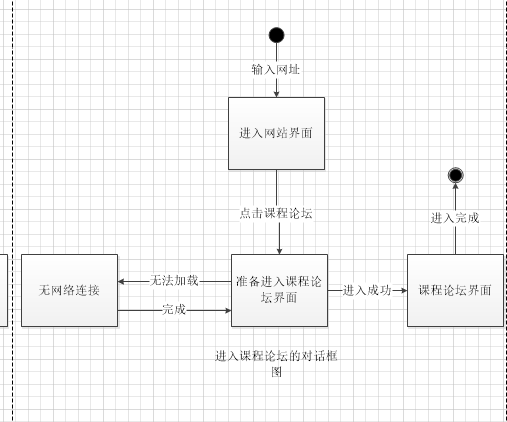 输入网址
进入网站界面
点击课程论坛
进入完成
无网络连接
无法加载
完成
准备进入课程论
坛界面
进入成功
课程论坛界面
进入课程论坛的对话框
图